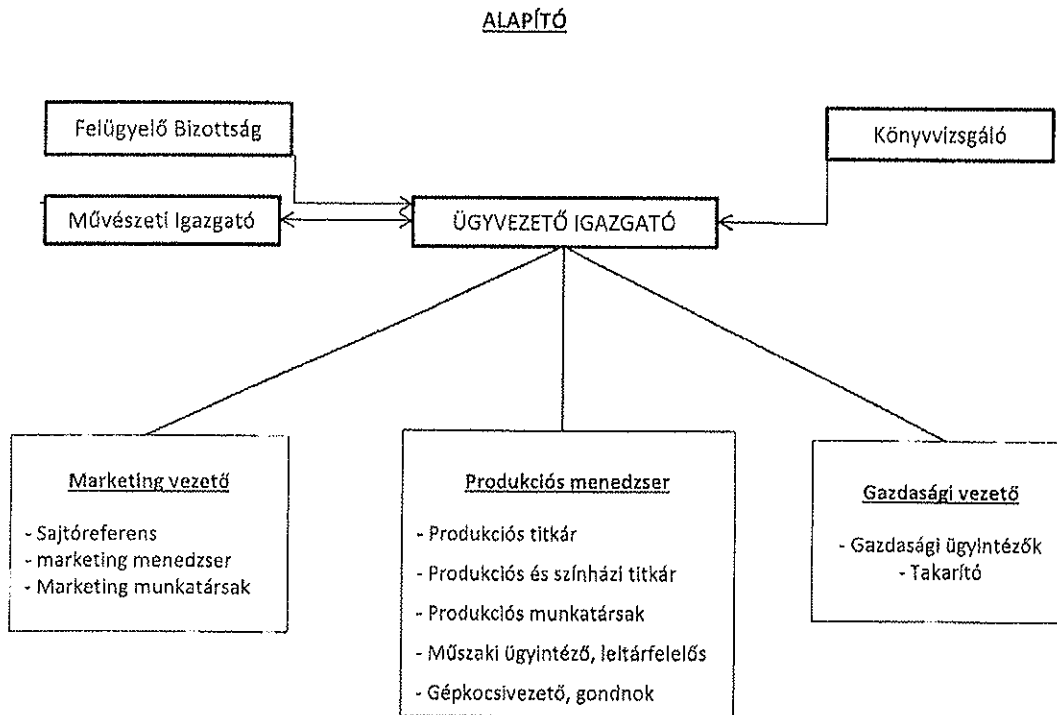 ALAPÍTÓ
Felügyelő Bizottság
Könyvvizsgáló
Művészeti Igazgató
ÜGYVEZETŐ IGAZGATÓ
Marketing vezető
- Sajtóreferens
- marketing menedzser
- Marketing munkatársak
Produkciós menedzser
- Produkciós titkár
- Produkciós és színházi titkár
- Produkciós munkatársak
- Műszaki ügyintéző, leltárfelelős
- Gépkocsivezető, gondnok
Gazdasági vezető
- Gazdasági ügyintézők
- Takarító